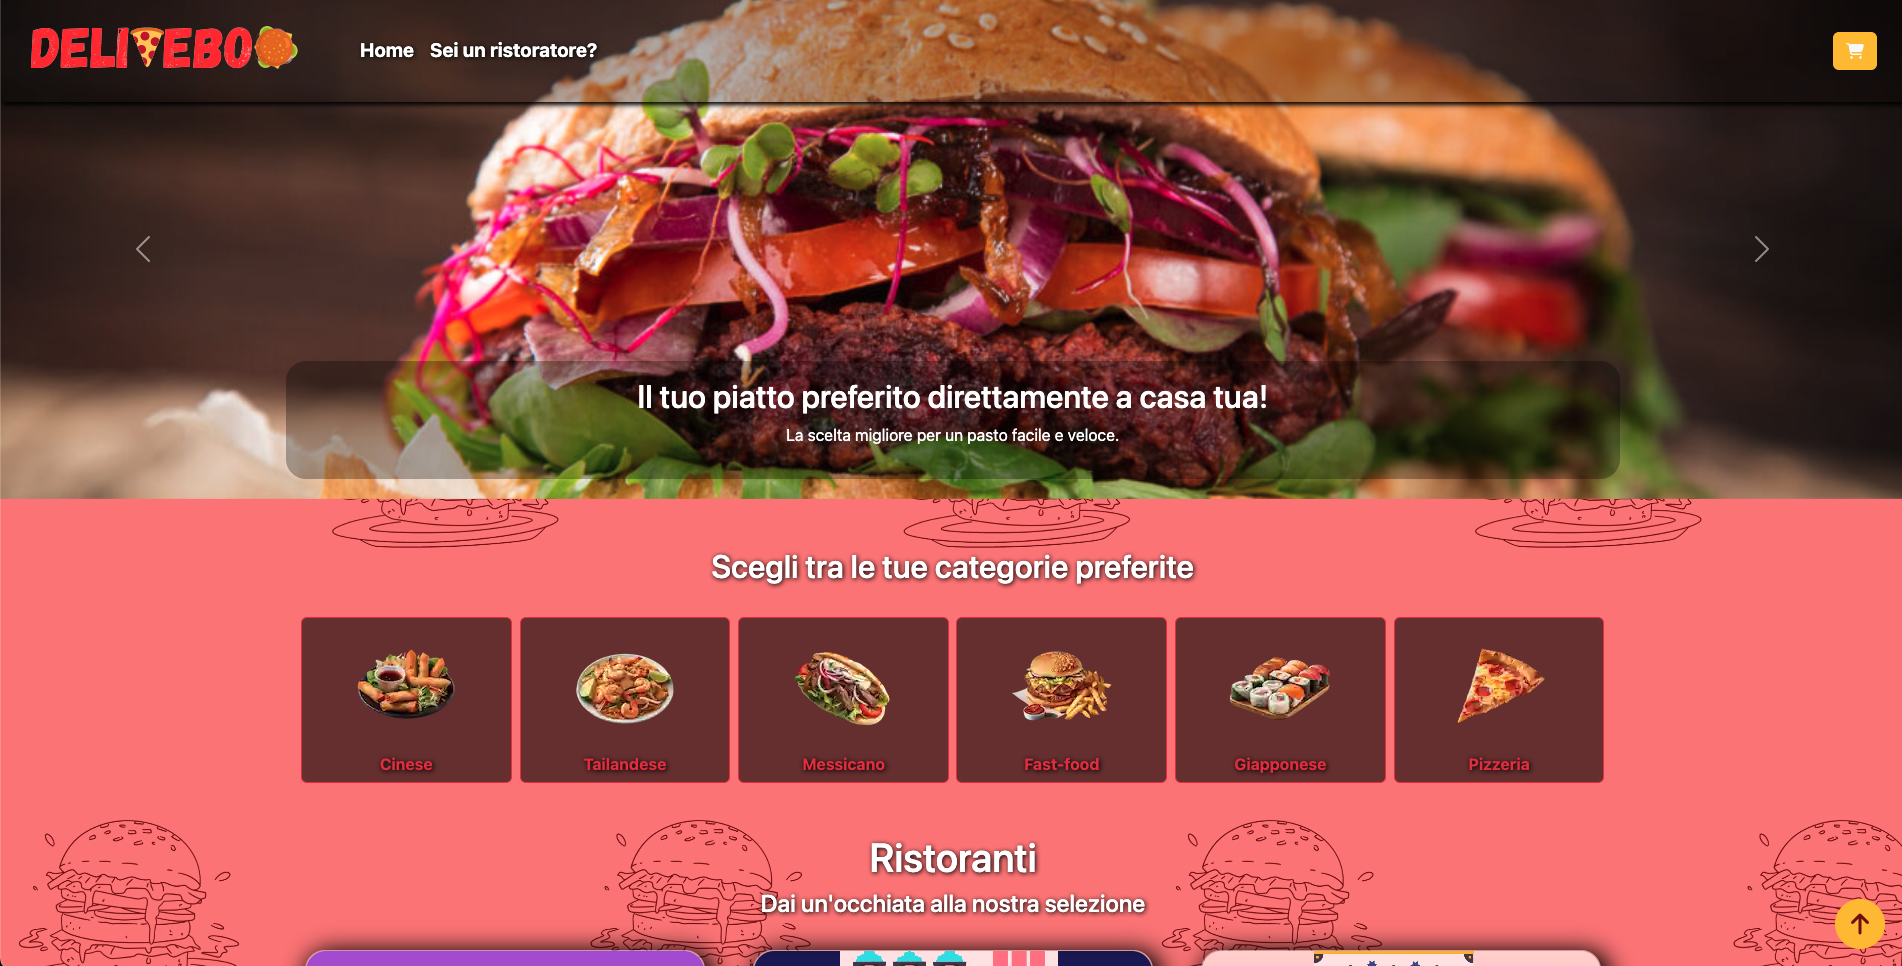 DELIVEBOO
Home
Sei un ristoratore?
Il tuo piatto preferito direttamente a casa tua!
La scelta migliore per un pasto facile e veloce.
Scegli tra le tue categorie preferite
Cinese
Tailandese
Messicano
Fast-food
Giapponese
Pizzeria
Ristoranti
Dai un'occhiata alla nostra selezione